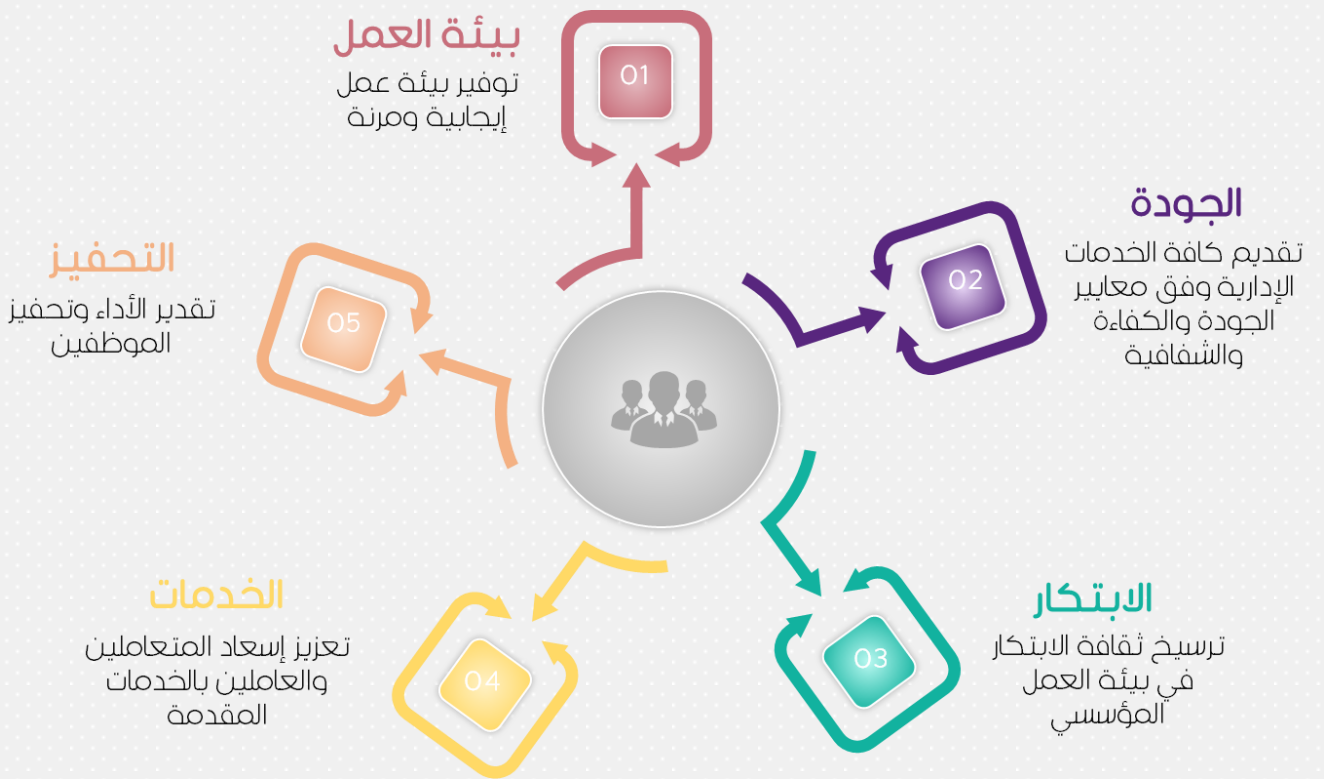 بيئة العمل
توفير بيئة عمل
إيجابية ومرنة
01
الجودة
تقديم كافة الخدمات
الإدارية وفق معايير
الجودة والكفاءة
والشفافية
02
الابتكار
ترسيخ ثقافة الابتكار
في بيئة العمل
المؤسسي
03
الخدمات
تعزيز إسعاد المتعاملين
والعاملين بالخدمات
المقدمة
04
التحفيز
تقدير الأداء وتحفيز
الموظفين
05